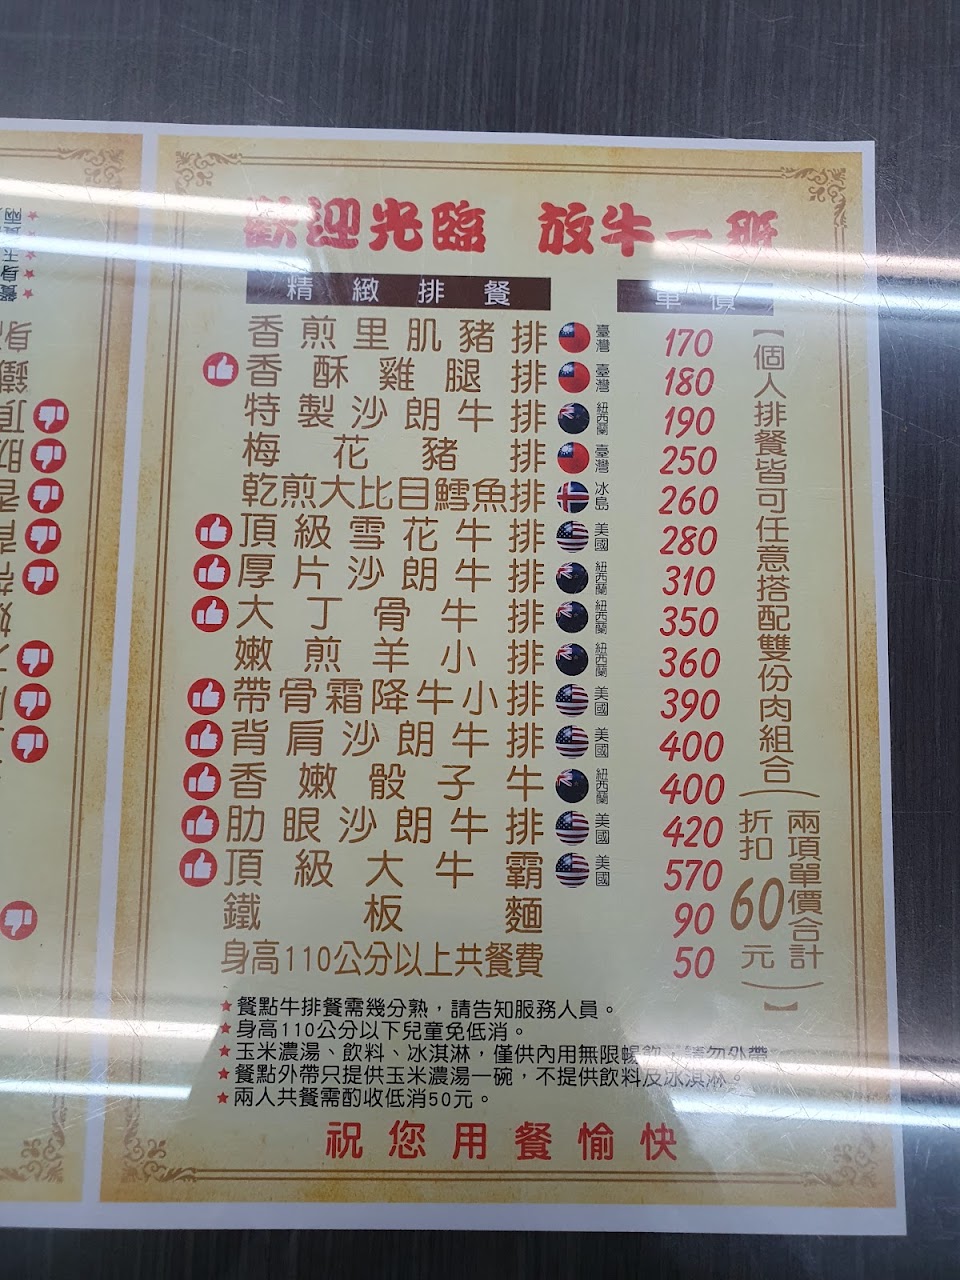 歡迎光臨 放牛一班
精緻排餐 單價
香煎里肌豬排 臺灣 170
香酥雞腿排 臺灣 180
特製沙朗牛排 紐西蘭 190
梅花豬排 臺灣 250
乾煎大比目鱈魚排 冰島 260
頂級雪花牛排 美國 280
厚片沙朗牛排 紐西蘭 310
大丁骨牛排 紐西蘭 350
嫩煎羊小排 紐西蘭 360
帶骨霜降牛小排 美國 390
背肩沙朗牛排 美國 400
香嫩骰子牛 紐西蘭 400
肋眼沙朗牛排 美國 420
頂級大牛霸 美國 570
鐵板麵 90
身高110公分以上共餐費 50
【個人排餐皆可任意搭配雙份肉組合(兩項單價合計折扣60元)】
★餐點牛排餐需幾分熟，請告知服務人員。
★身高110公分以下兒童免低消。
★玉米濃湯、飲料、冰淇淋，僅供內用無限暢飲，請勿外帶
★餐點外帶只提供玉米濃湯一碗，不提供飲料及冰淇淋。
★兩人共餐需酌收低消50元。
祝您用餐愉快